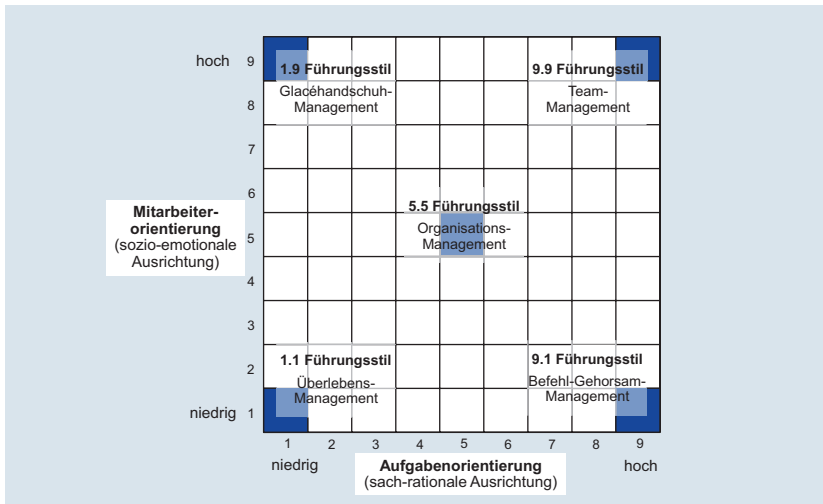 hoch 9
1.9 Führungsstil
Glacéhandschuh-
Management
9.9 Führungsstil
Team-
Management
8
7
6
5.5 Führungsstil
Organisations-
Management
Mitarbeiter-
orientierung
(sozio-emotionale
Ausrichtung)
5
4
3
2
1.1 Führungsstil
Überlebens-
Management
9.1 Führungsstil
Befehl-Gehorsam-
Management
niedrig 1
1 2 3 4 5 6 7 8 9
niedrig
Aufgabenorientierung
(sach-rationale Ausrichtung)
hoch